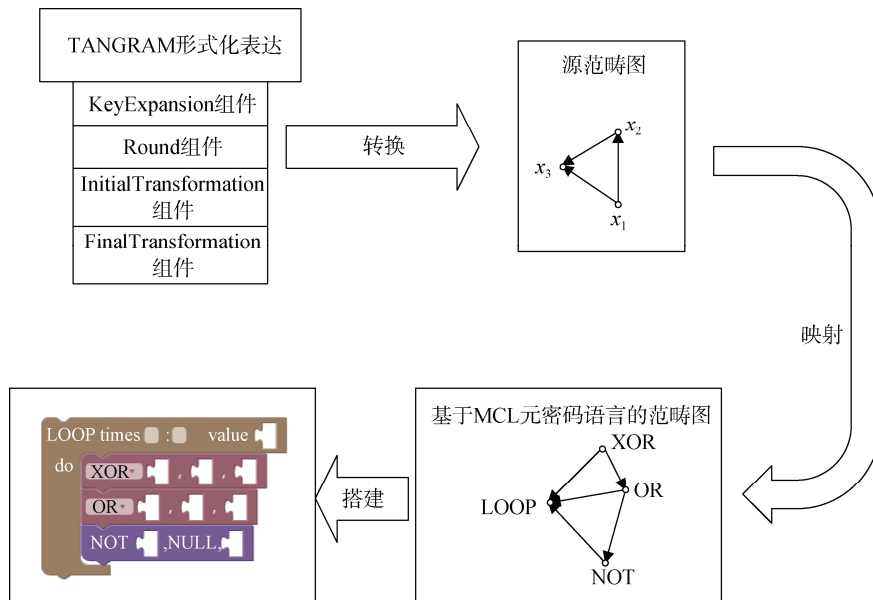 TANGRAM形式化表达
KeyExpansion组件
Round组件
InitialTransformation
组件
FinalTransformation
组件
转换
源范畴图
x₂
x₃
x₁
映射
基于MCL元密码语言的范畴图
XOR
OR
LOOP
NOT
搭建
LOOP times : value
do
XOR , , ,
OR , , ,
NOT ,NULL,